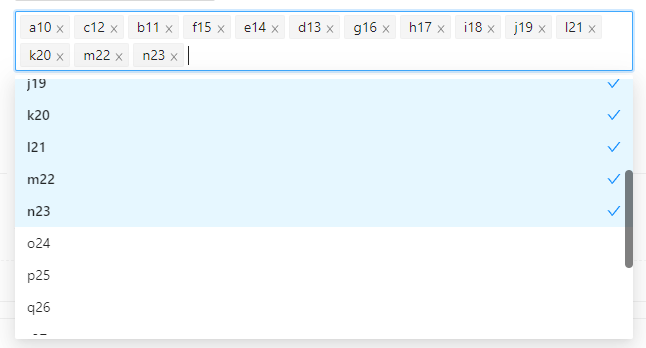 a10 x c12 x b11 x f15 x e14 x d13 x g16 x h17 x i18 x j19 x l21 x
k20 x m22 x n23 x
j19
k20
l21
m22
n23
o24
p25
q26